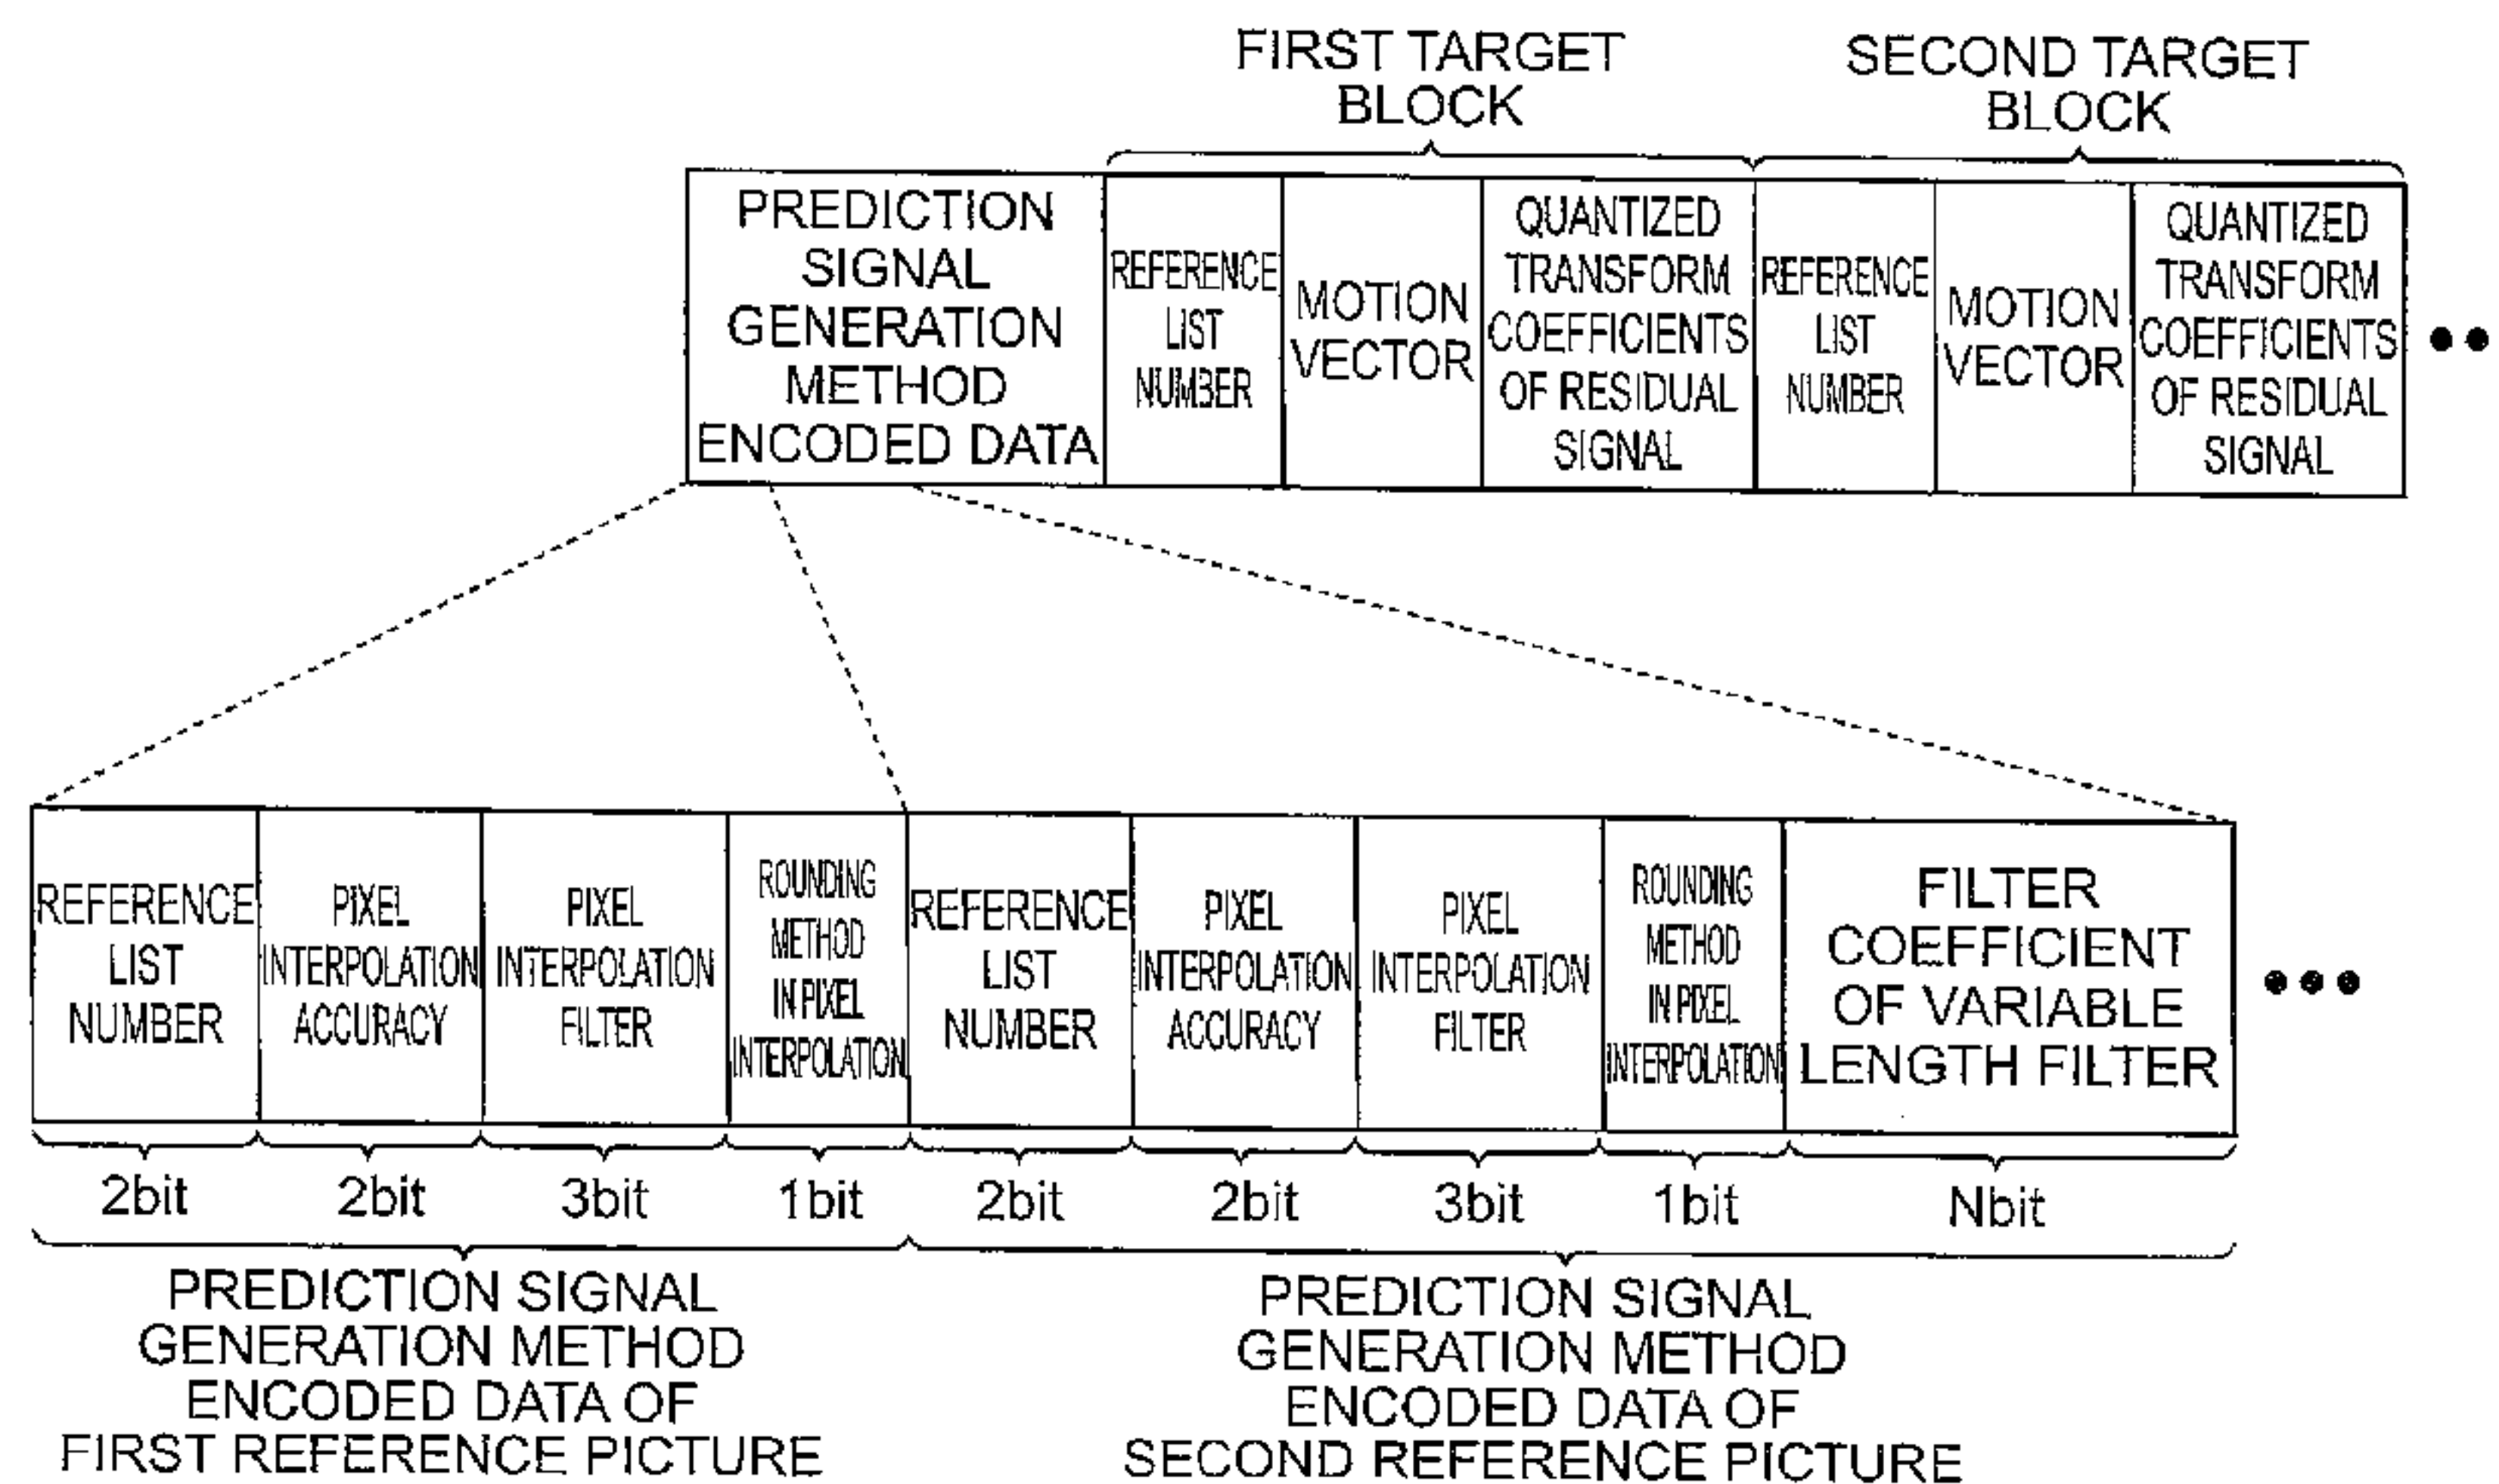 FIRST TARGET
BLOCK
SECOND TARGET
BLOCK
PREDICTION
SIGNAL
GENERATION
METHOD
ENCODED DATA
REFERENCE
LIST
NUMBER
MOTION
VECTOR
QUANTIZED
TRANSFORM
COEFFICIENTS
OF RESIDUAL
SIGNAL
REFERENCE
LIST
NUMBER
MOTION
VECTOR
QUANTIZED
TRANSFORM
COEFFICIENTS
OF RESIDUAL
SIGNAL
REFERENCE
LIST
NUMBER
PIXEL
INTERPOLATION
ACCURACY
PIXEL
INTERPOLATION
FILTER
ROUNDING
METHOD
IN PIXEL
INTERPOLATION
REFERENCE
LIST
NUMBER
PIXEL
INTERPOLATION
ACCURACY
PIXEL
INTERPOLATION
FILTER
ROUNDING
METHOD
IN PIXEL
INTERPOLATION
FILTER
COEFFICIENT
OF VARIABLE
LENGTH FILTER
2bit
2bit
3bit
1bit
2bit
2bit
3bit
1bit
Nbit
PREDICTION SIGNAL
GENERATION METHOD
ENCODED DATA OF
FIRST REFERENCE PICTURE
PREDICTION SIGNAL
GENERATION METHOD
ENCODED DATA OF
SECOND REFERENCE PICTURE